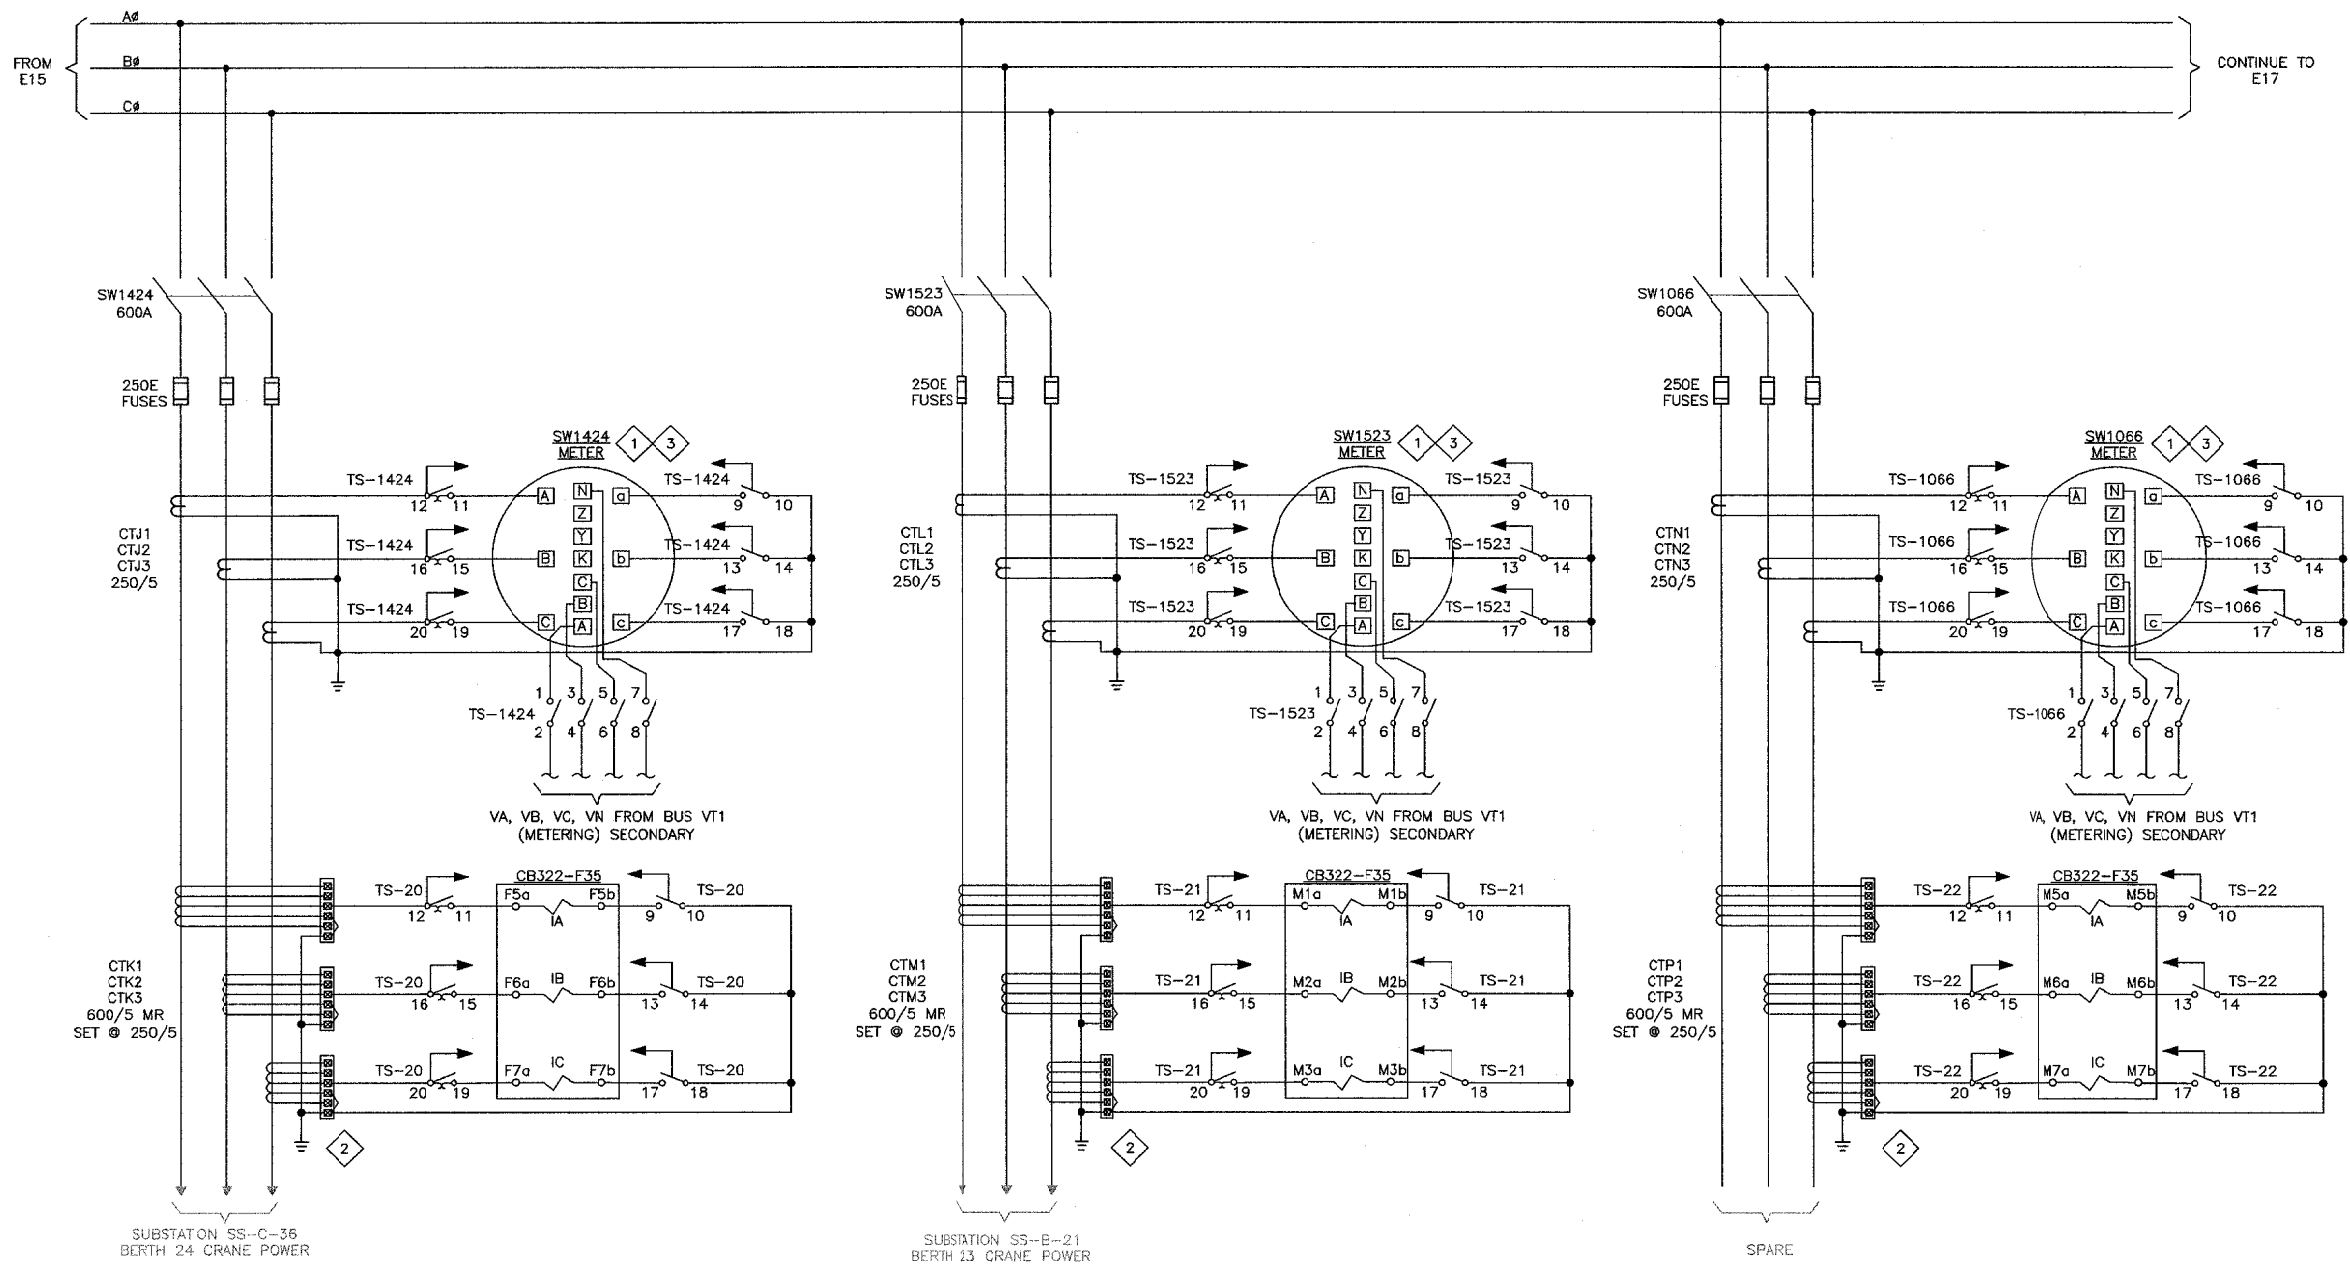 AØ
BØ
CØ
FROM
E15
CONTINUE TO
E17
SW1424
600A
250E
FUSES
SW1424
METER
1
3
TS-1424
12
11
A
N
a
TS-1424
9
10
Z
Y
CTJ1
CTJ2
CTJ3
250/5
TS-1424
16
15
B
K
b
TS-1424
13
14
C
B
TS-1424
20
19
C
A
c
TS-1424
17
18
1
3
5
7
TS-1424
2
4
6
8
VA, VB, VC, VN FROM BUS VT1
(METERING) SECONDARY
CB322-F35
TS-20
12
11
F5a
IA
F5b
9
10
TS-20
CTK1
CTK2
CTK3
600/5 MR
SET @ 250/5
TS-20
16
15
F6a
IB
F6b
13
14
TS-20
TS-20
20
19
F7a
IC
F7b
17
18
TS-20
2
SUBSTATION SS-C-36
BERTH 24 CRANE POWER
SW1523
600A
250E
FUSES
SW1523
METER
1
3
TS-1523
12
11
A
N
a
TS-1523
9
10
Z
Y
CTL1
CTL2
CTL3
250/5
TS-1523
16
15
B
K
b
TS-1523
13
14
C
B
TS-1523
20
19
C
A
c
TS-1523
17
18
1
3
5
7
TS-1523
2
4
6
8
VA, VB, VC, VN FROM BUS VT1
(METERING) SECONDARY
CB322-F35
TS-21
12
11
M1a
IA
M1b
9
10
TS-21
CTM1
CTM2
CTM3
600/5 MR
SET @ 250/5
TS-21
16
15
M2a
IB
M2b
13
14
TS-21
TS-21
20
19
M3a
IC
M3b
17
18
TS-21
2
SUBSTATION SS-B-21
BERTH 23 CRANE POWER
SW1066
600A
250E
FUSES
SW1066
METER
1
3
TS-1066
12
11
A
N
a
TS-1066
9
10
Z
Y
CTN1
CTN2
CTN3
250/5
TS-1066
16
15
B
K
b
TS-1066
13
14
C
B
TS-1066
20
19
C
A
c
TS-1066
17
18
1
3
5
7
TS-1066
2
4
6
8
VA, VB, VC, VN FROM BUS VT1
(METERING) SECONDARY
CB322-F35
TS-22
12
11
M5a
IA
M5b
9
10
TS-22
CTP1
CTP2
CTP3
600/5 MR
SET @ 250/5
TS-22
16
15
M6a
IB
M6b
13
14
TS-22
TS-22
20
19
M7a
IC
M7b
17
18
TS-22
2
SPARE